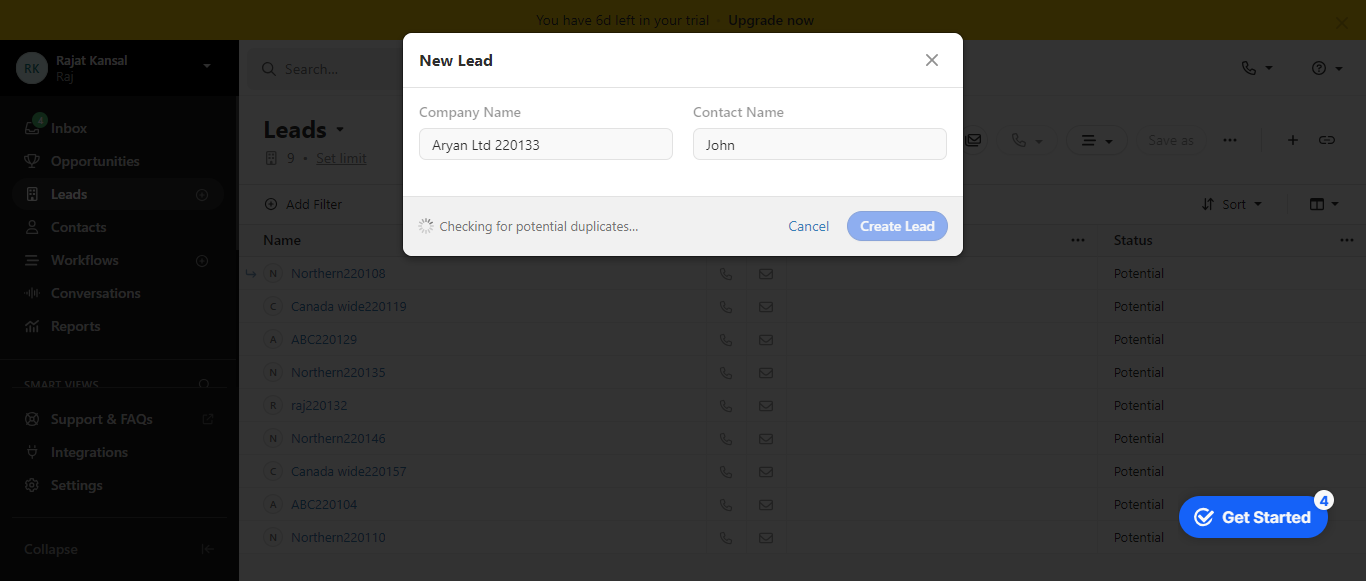 You have 6d left in your trial · Upgrade now
RK Rajat Kansal
Raj
Search...
4
Inbox
Opportunities
Leads
Contacts
Workflows
Conversations
Reports
SMART VIEWS
Support & FAQs
Integrations
Settings
Collapse
Leads
9 • Set limit
Save as
Add Filter
Sort
Name
Status
N Northern220108 Potential
C Canada wide220119 Potential
A ABC220129 Potential
N Northern220135 Potential
R raj220132 Potential
N Northern220146 Potential
C Canada wide220157 Potential
A ABC220104 Potential
N Northern220110 Potential
New Lead
Company Name Contact Name
Aryan Ltd 220133 John
Checking for potential duplicates...
Cancel Create Lead
Get Started 4